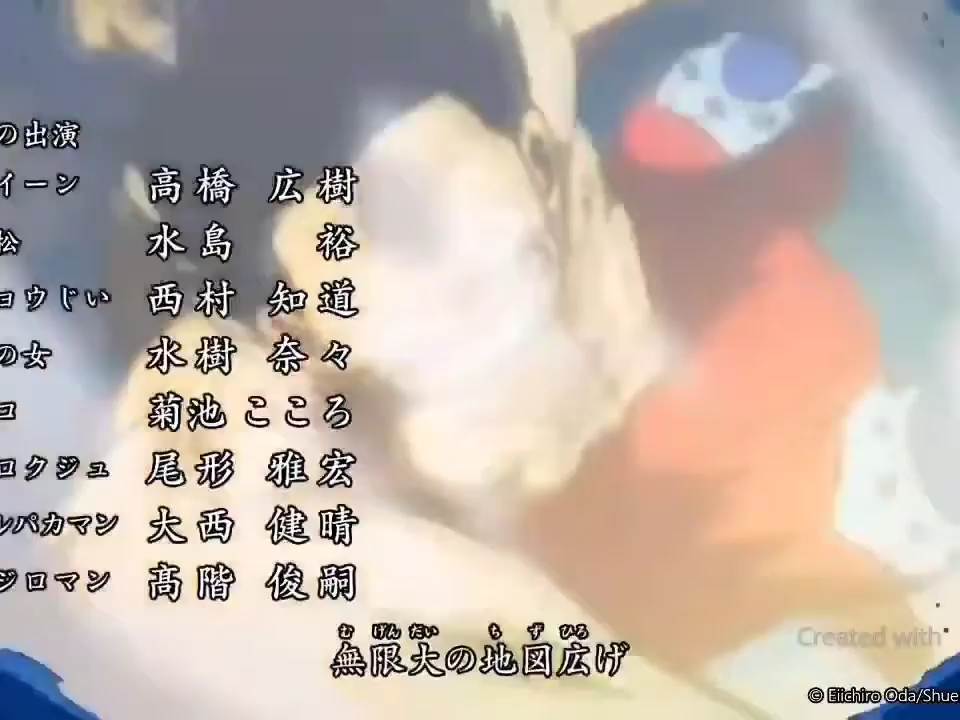 の出演
イーン 高橋 広樹
松 水島 裕
ョウじい 西村 知道
の女 水樹 奈々
コ 菊池 こころ
ロクジュ 尾形 雅宏
ルパカマン 大西 健晴
ジロマン 髙階 俊嗣
む げん だい ち ず ひろ
無限大の地図広げ
Created with
© Eiichiro Oda/Shue